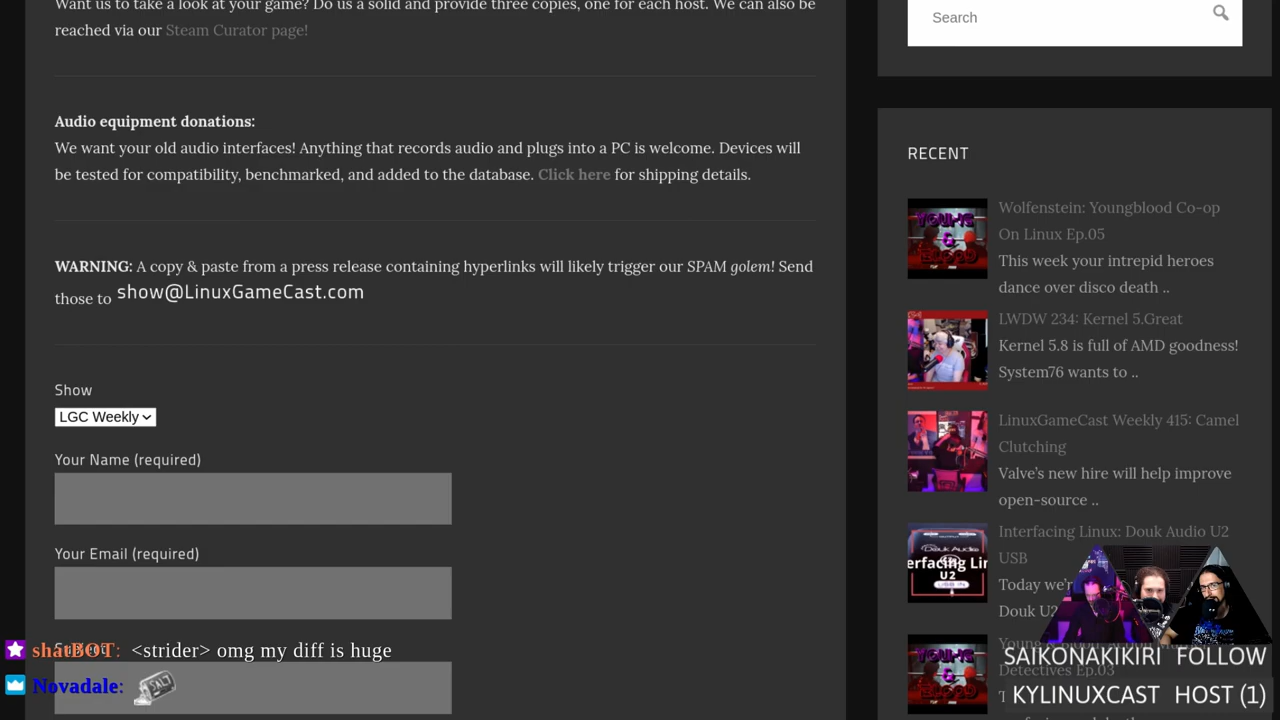 Want us to take a look at your game? Do us a solid and provide three copies, one for each host. We can also be
reached via our Steam Curator page!
Audio equipment donations:
We want your old audio interfaces! Anything that records audio and plugs into a PC is welcome. Devices will
be tested for compatibility, benchmarked, and added to the database. Click here for shipping details.
WARNING: A copy & paste from a press release containing hyperlinks will likely trigger our SPAM golem! Send
those to show@LinuxGameCast.com
Show
LGC Weekly
Your Name (required)
Your Email (required)
shatBOT: <strider> omg my diff is huge
Novadale:
SALT
Search
RECENT
Wolfenstein: Youngblood Co-op
On Linux Ep.05
This week your intrepid heroes
dance over disco death ..
LWDW 234: Kernel 5.Great
Kernel 5.8 is full of AMD goodness!
System76 wants to ..
LinuxGameCast Weekly 415: Camel
Clutching
Valve's new hire will help improve
open-source ..
Interfacing Linux: Douk Audio U2
USB
Today we'r
Douk U2
Douk Audio
erfacing Lin
U2
Detectives Ep.03
SAIKONAKIKIRI FOLLOW
KYLINUXCAST HOST (1)